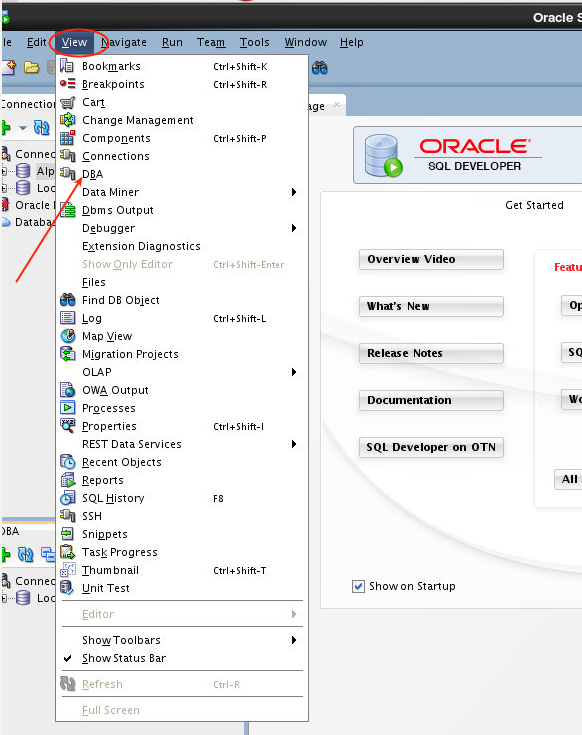 Oracle S
le Edit View Navigate Run Team Tools Window Help
Connection
Connec
Alp
Loc
Oracle
Databas
Bookmarks Ctrl+Shift-K
Breakpoints Ctrl+Shift-R
Cart
Change Management
Components Ctrl+Shift-P
Connections
DBA
Data Miner
Dbms Output
Debugger
Extension Diagnostics
Show Only Editor Ctrl+Shift-Enter
Files
Find DB Object
Log Ctrl+Shift-L
Map View
Migration Projects
OLAP
OWA Output
Processes
Properties Ctrl+Shift-I
REST Data Services
Recent Objects
Reports
SQL History F8
SSH
Snippets
Task Progress
Thumbnail Ctrl+Shift-T
Unit Test
Editor
Show Toolbars
Show Status Bar
Refresh Ctrl-R
Full Screen
DBA
Connec
Loc
age
ORACLE
SQL DEVELOPER
Get Started
Overview Video
What's New
Release Notes
Documentation
SQL Developer on OTN
Featu
Op
SQ
Wo
All
Show on Startup